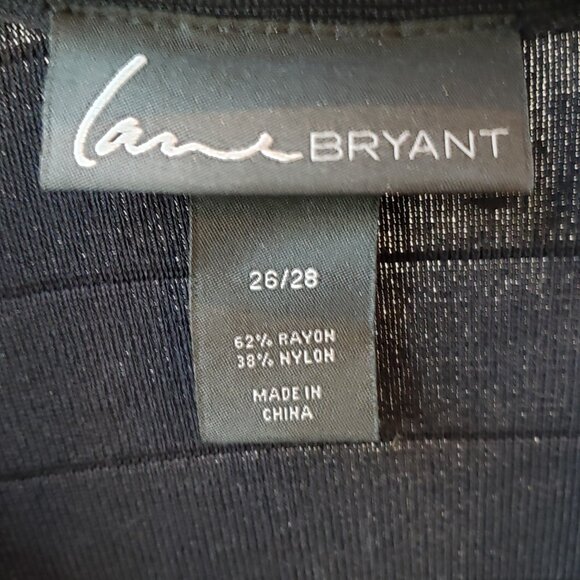 Lane BRYANT
26/28
62% RAYON
38% NYLON
MADE IN
CHINA